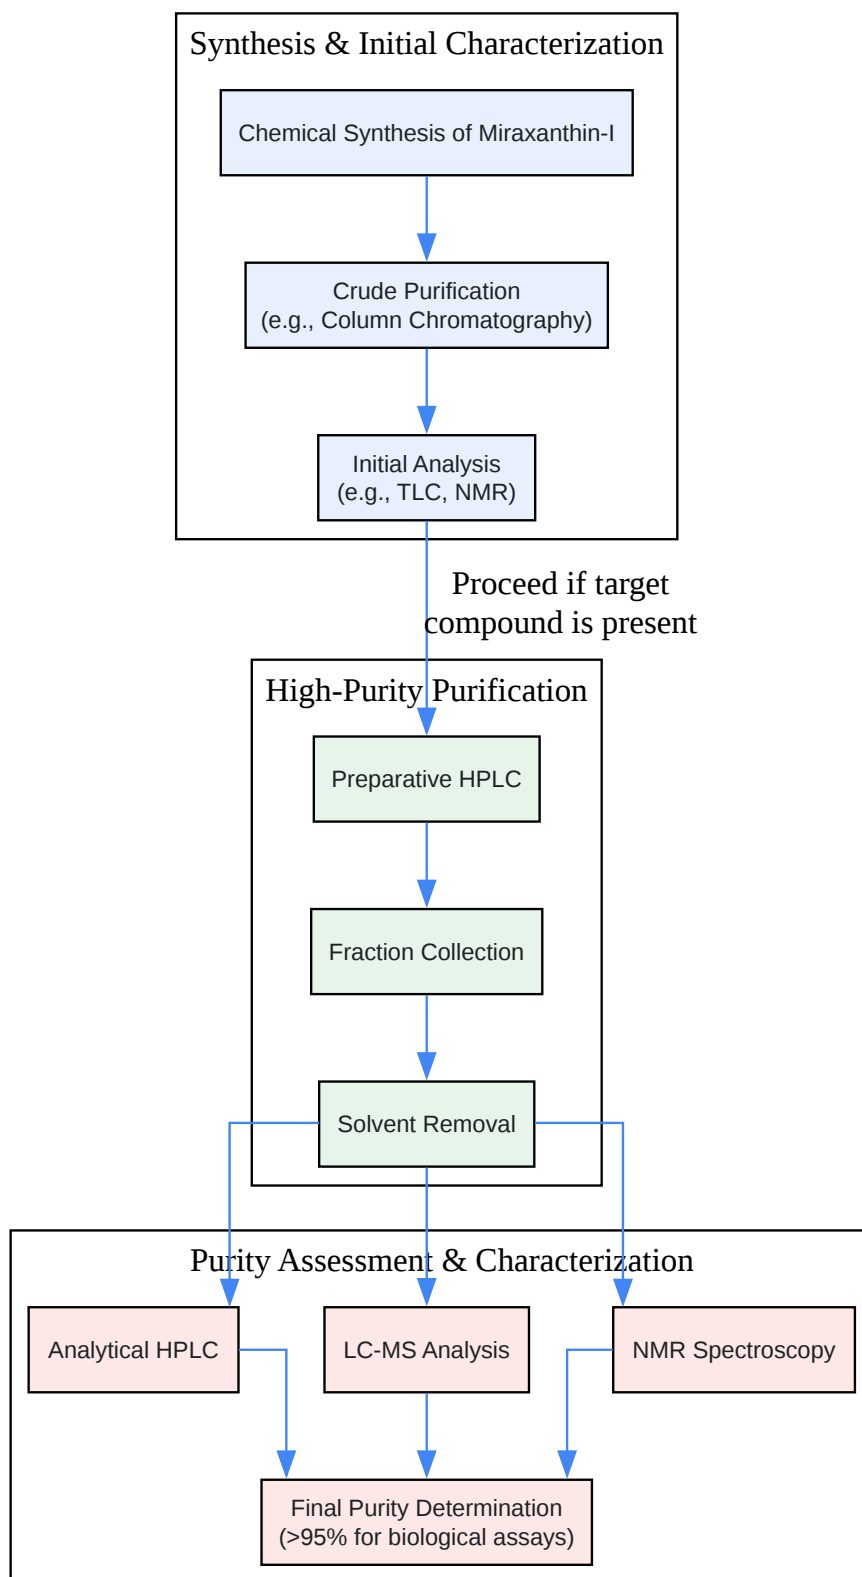 Synthesis & Initial Characterization
Chemical Synthesis of Miraxanthin-I
Crude Purification
(e.g., Column Chromatography)
Initial Analysis
(e.g., TLC, NMR)
Proceed if target
compound is present
High-Purity Purification
Preparative HPLC
Fraction Collection
Solvent Removal
Purity Assessment & Characterization
Analytical HPLC
LC-MS Analysis
NMR Spectroscopy
Final Purity Determination
(>95% for biological assays)